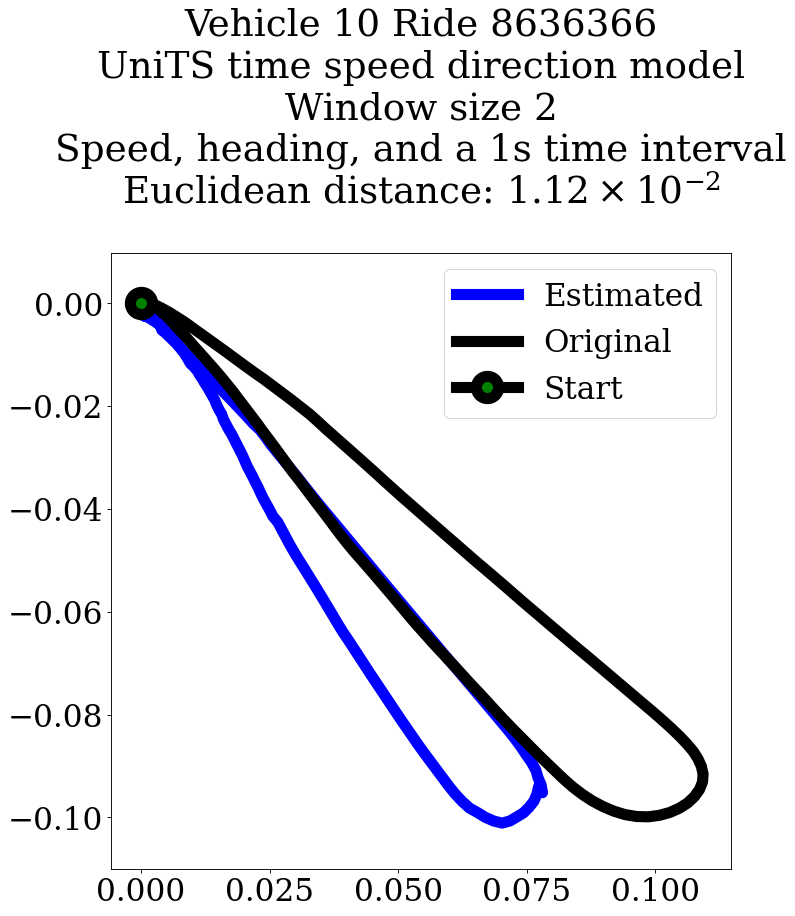 Vehicle 10 Ride 8636366
UniTS time speed direction model
Window size 2
Speed, heading, and a 1s time interval
Euclidean distance: 1.12 × 10⁻²
Estimated
Original
Start
0.00
−0.02
−0.04
−0.06
−0.08
−0.10
0.000 0.025 0.050 0.075 0.100